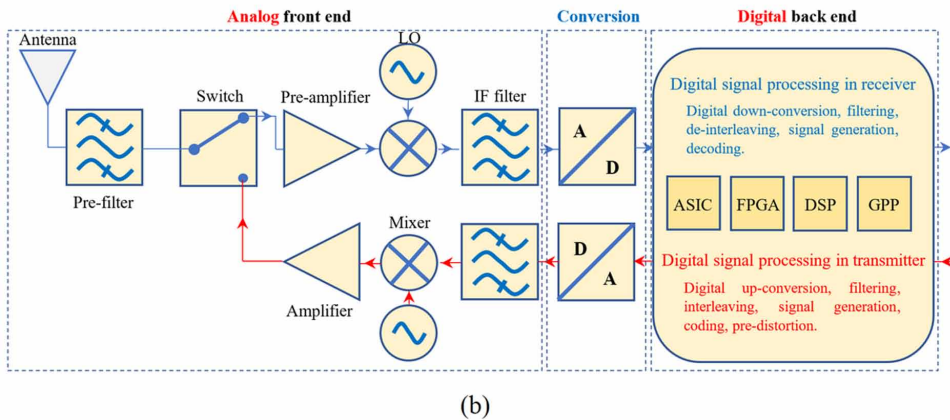 Analog front end
Conversion
Digital back end
Antenna
LO
Switch
Pre-amplifier
IF filter
Pre-filter
A
D
Digital signal processing in receiver
Digital down-conversion, filtering,
de-interleaving, signal generation,
decoding.
ASIC
FPGA
DSP
GPP
Mixer
Amplifier
D
A
Digital signal processing in transmitter
Digital up-conversion, filtering,
interleaving, signal generation,
coding, pre-distortion.
(b)